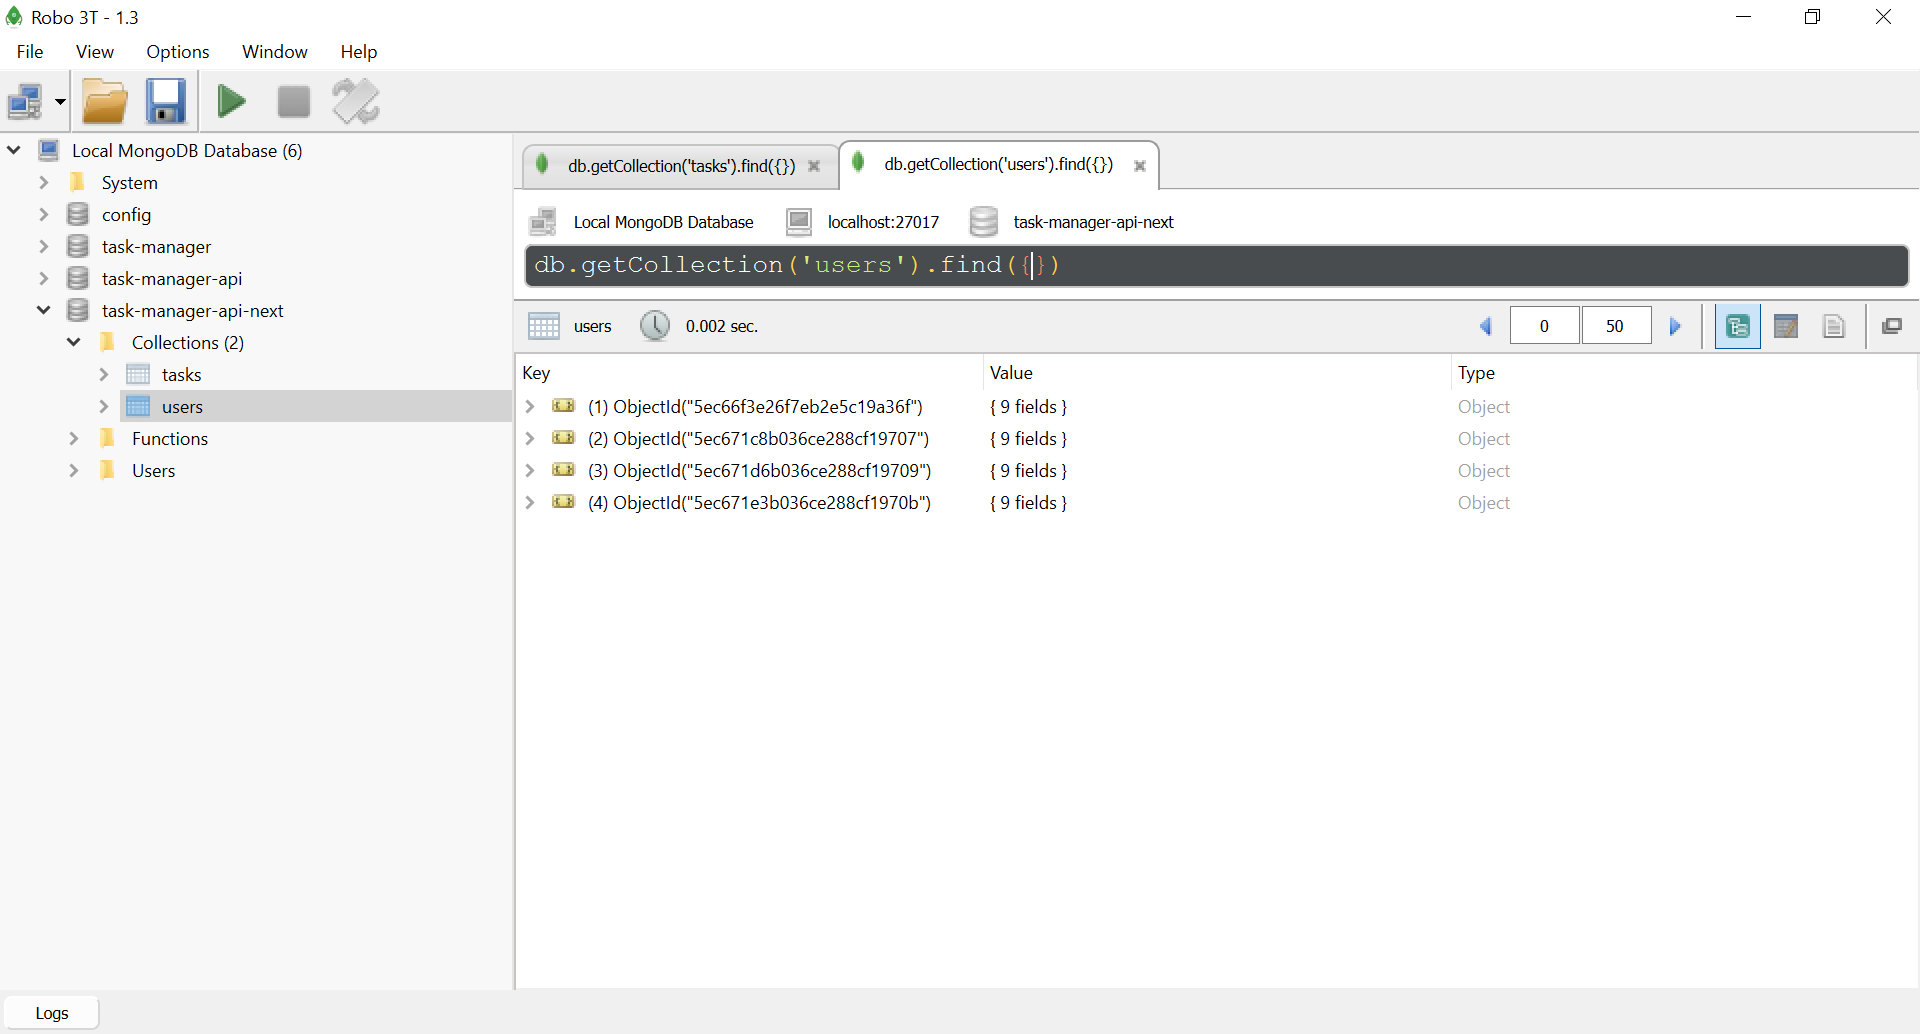 Robo 3T - 1.3
File View Options Window Help
Local MongoDB Database (6)
System
config
task-manager
task-manager-api
task-manager-api-next
Collections (2)
tasks
users
Functions
Users
db.getCollection('tasks').find({})
db.getCollection('users').find({})
Local MongoDB Database localhost:27017 task-manager-api-next
db.getCollection('users').find({})
users 0.002 sec. 0 50
Key Value Type
(1) ObjectId("5ec66f3e26f7eb2e5c19a36f") { 9 fields } Object
(2) ObjectId("5ec671c8b036ce288cf19707") { 9 fields } Object
(3) ObjectId("5ec671d6b036ce288cf19709") { 9 fields } Object
(4) ObjectId("5ec671e3b036ce288cf1970b") { 9 fields } Object
Logs